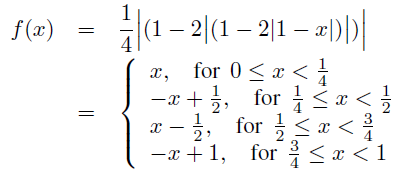 f(x) = 1/4|(1 − 2|(1 − 2|1 − x|)|)|
= { x, for 0 ≤ x < 1/4
−x + 1/2, for 1/4 ≤ x < 1/2
x − 1/2, for 1/2 ≤ x < 3/4
−x + 1, for 3/4 ≤ x < 1